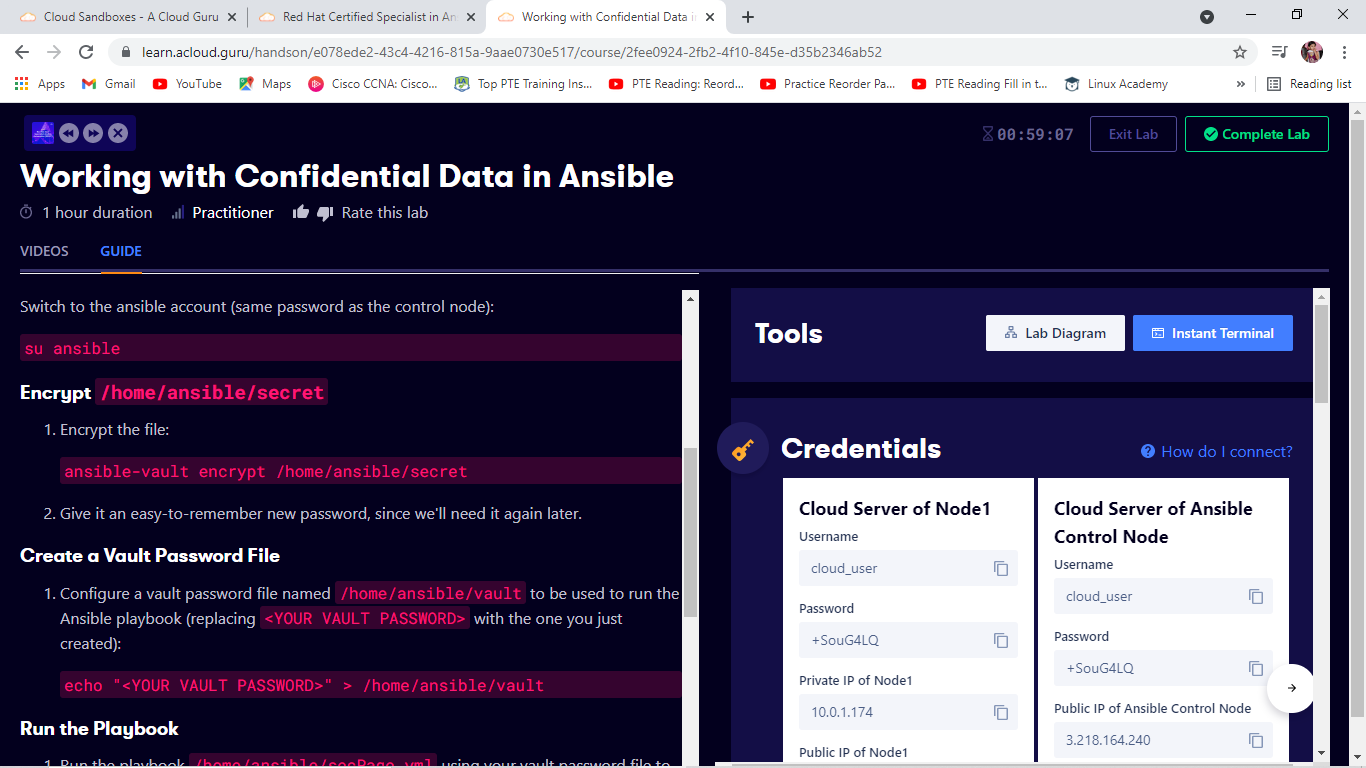 Cloud Sandboxes - A Cloud Guru
Red Hat Certified Specialist in An
Working with Confidential Data in
learn.acloud.guru/handson/e078ede2-43c4-4216-815a-9aae0730e517/course/2fee0924-2fb2-4f10-845e-d35b2346ab52
Apps
Gmail
YouTube
Maps
Cisco CCNA: Cisco...
Top PTE Training Ins...
PTE Reading: Reord...
Practice Reorder Pa...
PTE Reading Fill in t...
Linux Academy
»
Reading list
00:59:07
Exit Lab
Complete Lab
Working with Confidential Data in Ansible
1 hour duration
Practitioner
Rate this lab
VIDEOS
GUIDE
Switch to the ansible account (same password as the control node):
su ansible
Encrypt /home/ansible/secret
1. Encrypt the file:
ansible-vault encrypt /home/ansible/secret
2. Give it an easy-to-remember new password, since we'll need it again later.
Create a Vault Password File
1. Configure a vault password file named /home/ansible/vault to be used to run the
Ansible playbook (replacing <YOUR VAULT PASSWORD> with the one you just
created):
echo "<YOUR VAULT PASSWORD>" > /home/ansible/vault
Run the Playbook
1. Run the playbook /home/ansible/secPage.yml using your vault password file to
Tools
Lab Diagram
Instant Terminal
Credentials
? How do I connect?
Cloud Server of Node1
Username
cloud_user
Password
+SouG4LQ
Private IP of Node1
10.0.1.174
Public IP of Node1
Cloud Server of Ansible
Control Node
Username
cloud_user
Password
+SouG4LQ
Public IP of Ansible Control Node
3.218.164.240